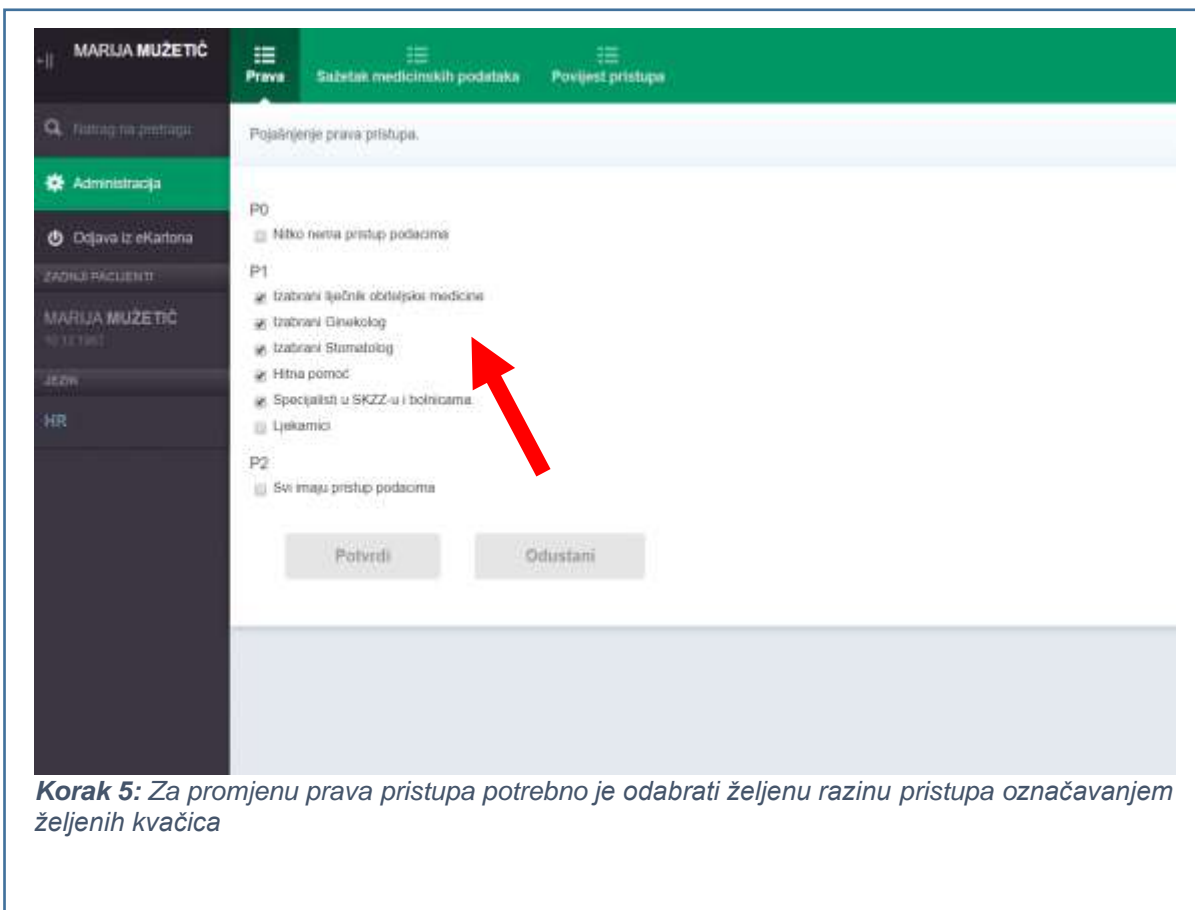 MARIJA MUŽETIĆ
Prava
Sažetak medicinskih podataka
Povijest pristupa
Natrag na pretragu
Pojašnjenje prava pristupa.
Administracija
Odjava iz eKartona
ZADNJI PACIJENTI
MARIJA MUŽETIĆ
JEZIK
HR
P0
Nitko nema pristup podacima
P1
Izabrani liječnik obiteljske medicine
Izabrani Ginekolog
Izabrani Stomatolog
Hitna pomoć
Specijalisti u SKZZ-u i bolnicama
Ljekarnici
P2
Svi imaju pristup podacima
Potvrdi
Odustani
Korak 5: Za promjenu prava pristupa potrebno je odabrati željenu razinu pristupa označavanjem
željenih kvačica